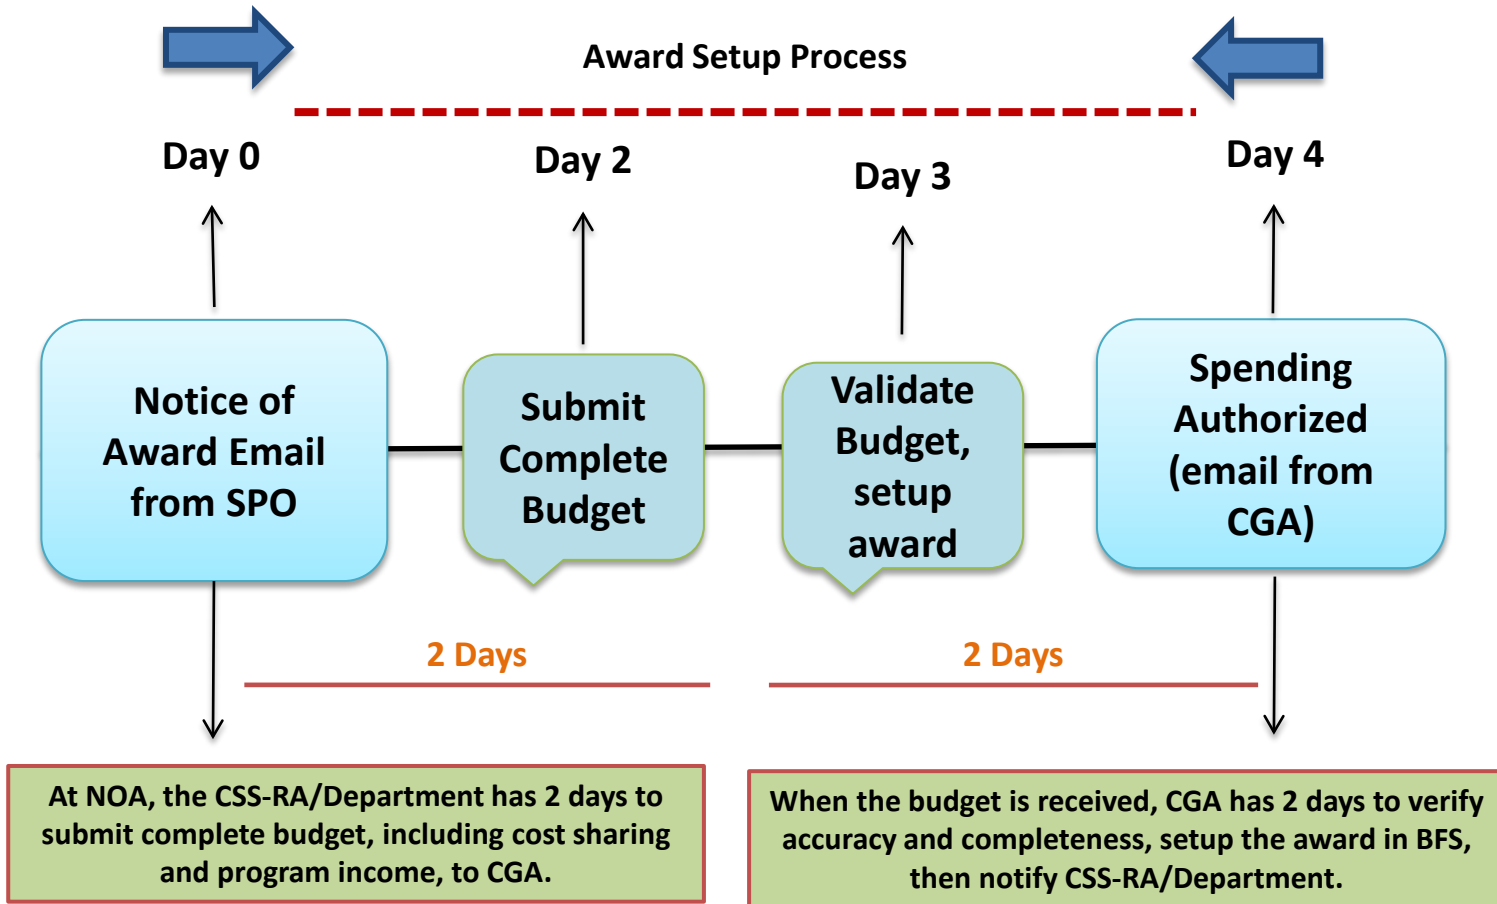 Award Setup Process
Day 0
Day 2
Day 3
Day 4
Notice of
Award Email
from SPO
Submit
Complete
Budget
Validate
Budget,
setup
award
Spending
Authorized
(email from
CGA)
2 Days
2 Days
At NOA, the CSS-RA/Department has 2 days to
submit complete budget, including cost sharing
and program income, to CGA.
When the budget is received, CGA has 2 days to verify
accuracy and completeness, setup the award in BFS,
then notify CSS-RA/Department.